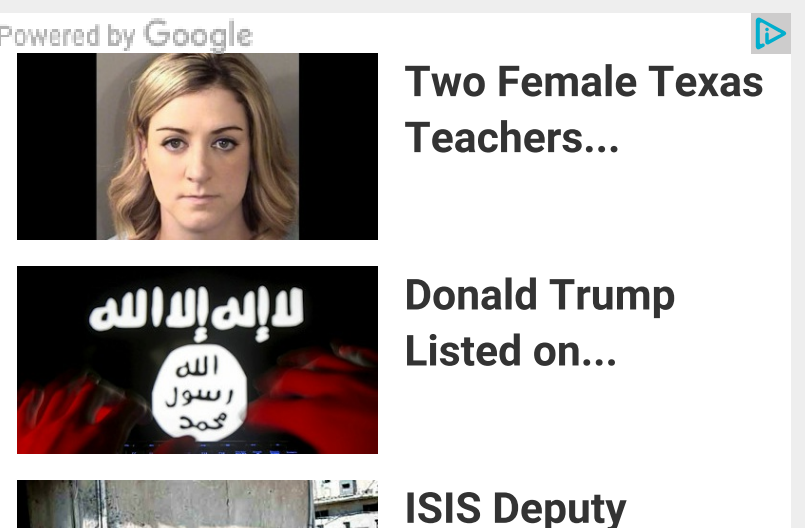 Powered by Google
Two Female Texas
Teachers...
لا إله إلا الله
الله
رسول
محمد
Donald Trump
Listed on...
ISIS Deputy